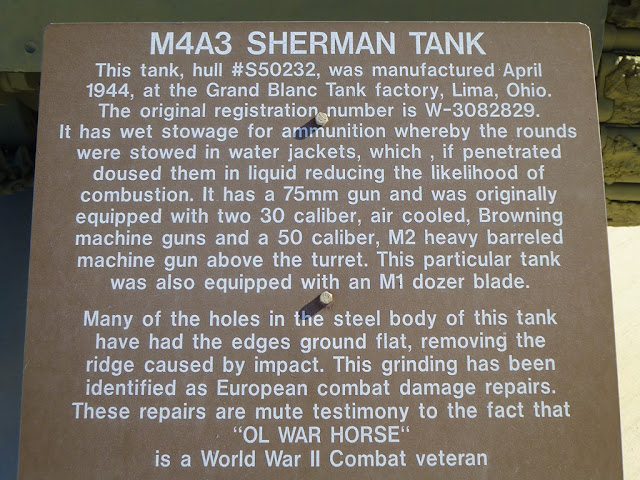 M4A3 SHERMAN TANK
This tank, hull #S50232, was manufactured April
1944, at the Grand Blanc Tank factory, Lima, Ohio.
The original registration number is W-3082829.
It has wet stowage for ammunition whereby the rounds
were stowed in water jackets, which , if penetrated
doused them in liquid reducing the likelihood of
combustion. It has a 75mm gun and was originally
equipped with two 30 caliber, air cooled, Browning
machine guns and a 50 caliber, M2 heavy barreled
machine gun above the turret. This particular tank
was also equipped with an M1 dozer blade.
Many of the holes in the steel body of this tank
have had the edges ground flat, removing the
ridge caused by impact. This grinding has been
identified as European combat damage repairs.
These repairs are mute testimony to the fact that
"OL WAR HORSE"
is a World War II Combat veteran